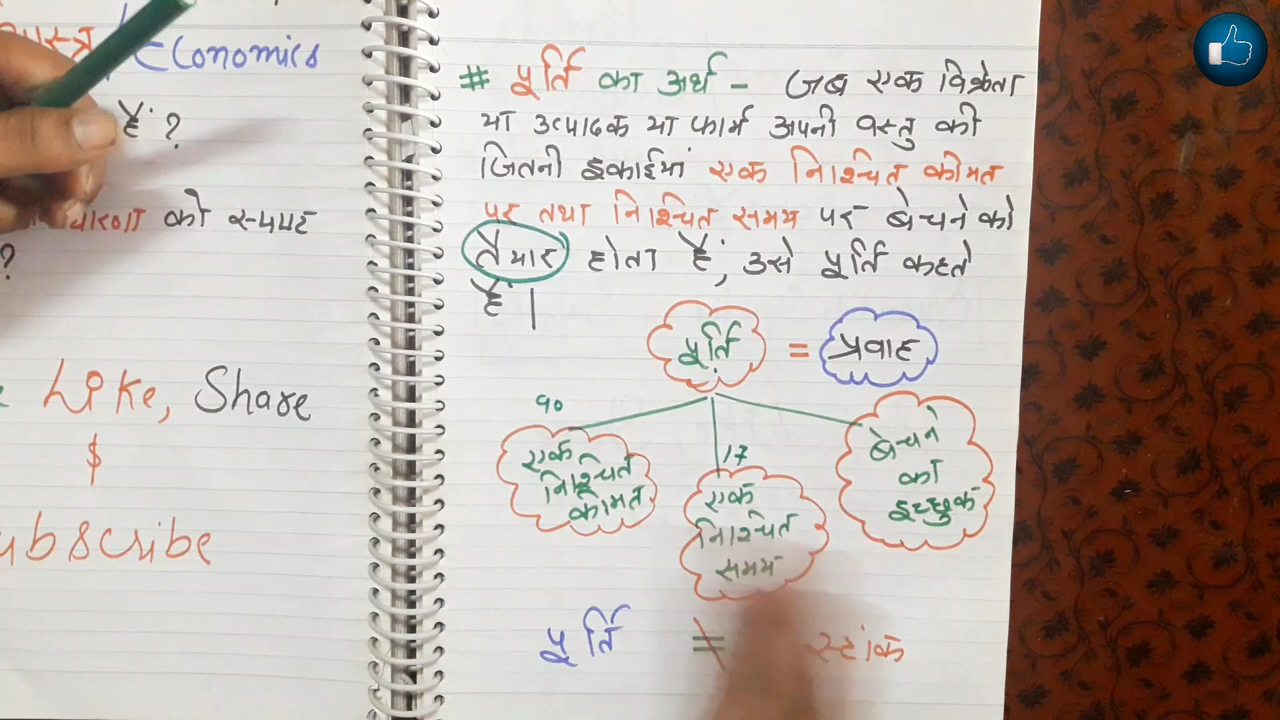 Economics
हैं ?
को स्पष्ट
?
Like, Share
$
ubscribe
# पूर्ति का अर्थ - जब एक विक्रेता
या उत्पादक या फार्म अपनी वस्तु की
जितनी इकाईयां एक निश्चित कीमत
पर तथा निश्चित समय पर बेचने को
तैयार होता हैं, उसे पूर्ति कहते
हैं |
पूर्ति = प्रवाह
90
एक
निश्चित
कीमत
17
एक
निश्चित
समय
बेचने
का
इच्छुक
पूर्ति ≠ स्टांक